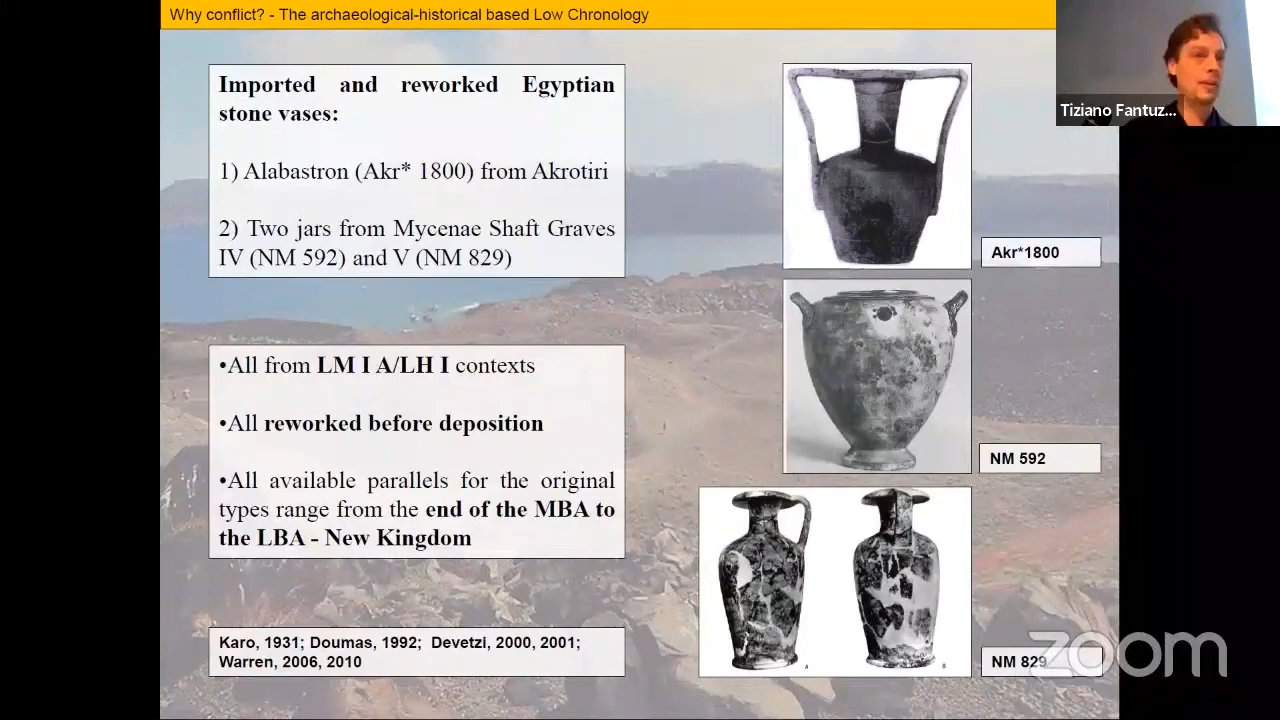 Why conflict? - The archaeological-historical based Low Chronology
Imported and reworked Egyptian
stone vases:
1) Alabastron (Akr* 1800) from Akrotiri
2) Two jars from Mycenae Shaft Graves
IV (NM 592) and V (NM 829)
•All from LM I A/LH I contexts
•All reworked before deposition
•All available parallels for the original
types range from the end of the MBA to
the LBA - New Kingdom
Karo, 1931; Doumas, 1992;  Devetzi, 2000, 2001;
Warren, 2006, 2010
Tiziano Fantuz...
Akr*1800
NM 592
A
B
NM 829
zoom